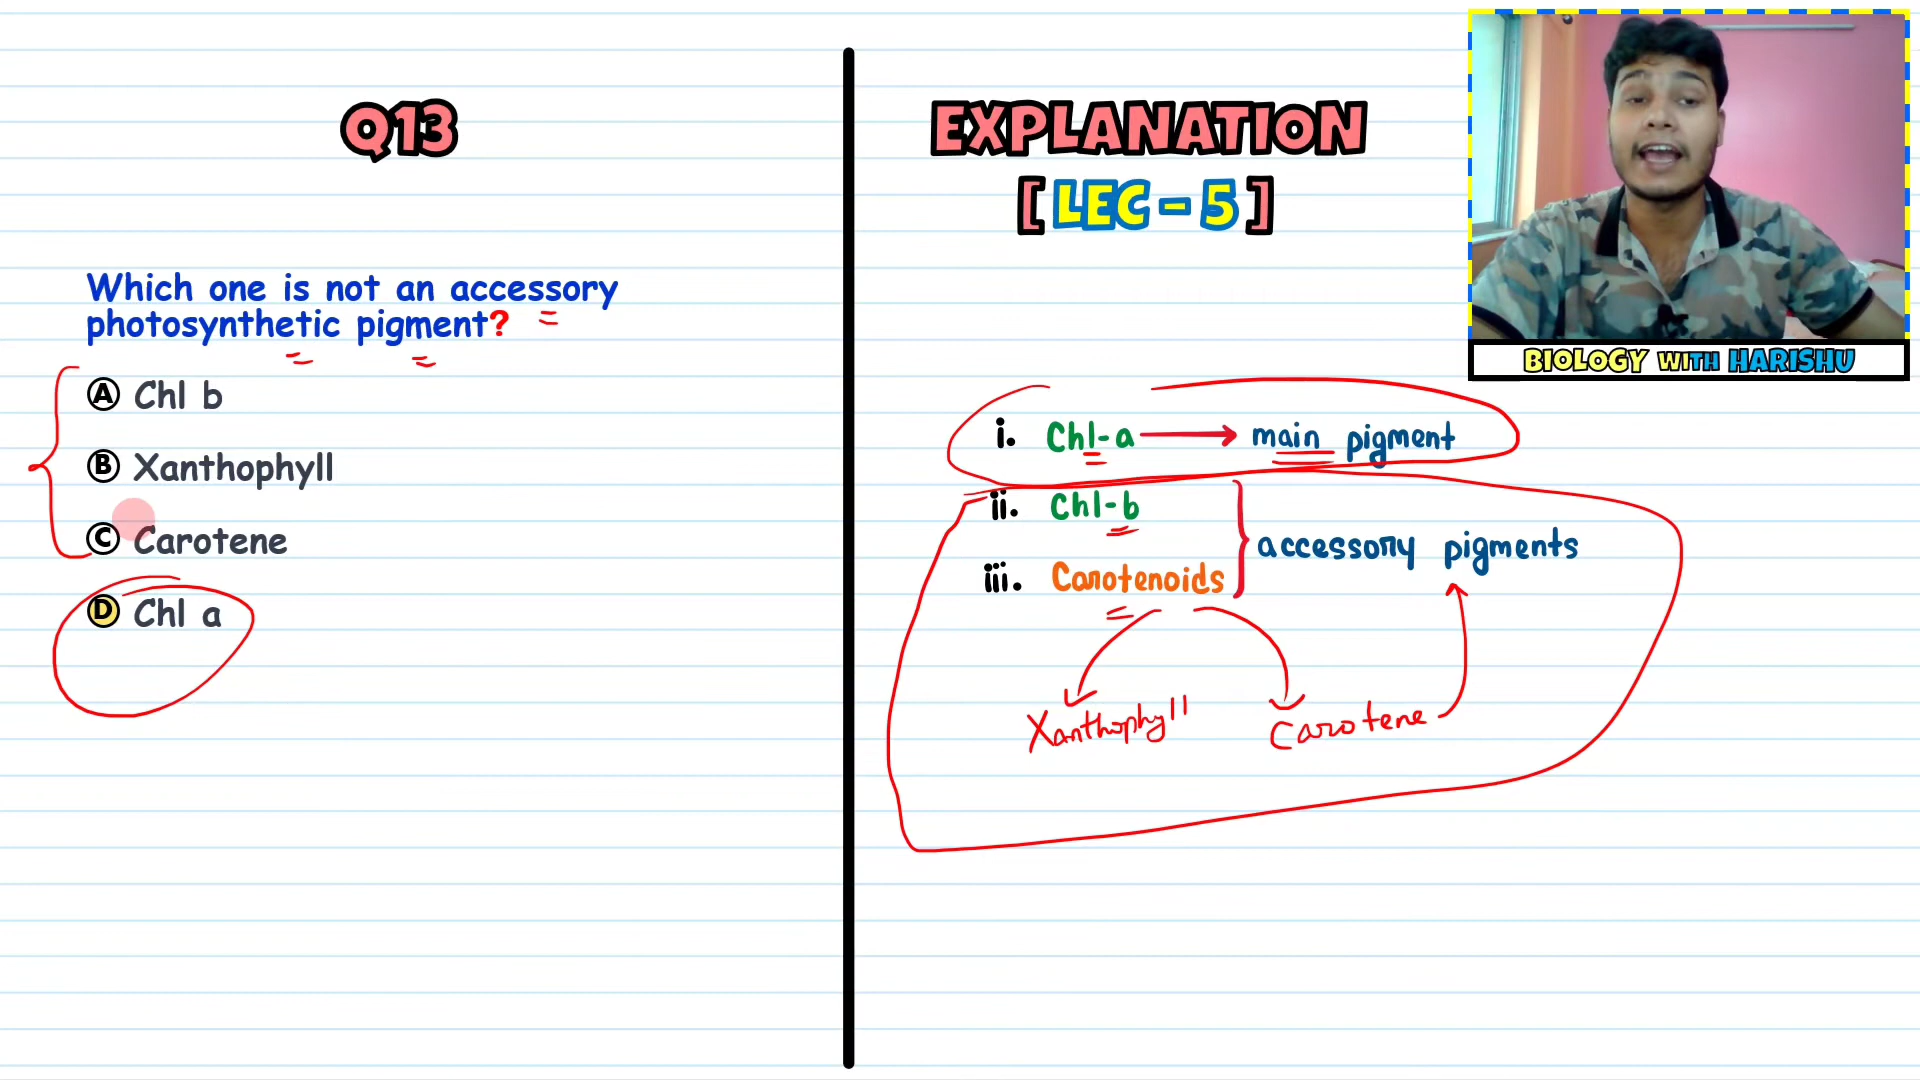 Q13
Which one is not an accessory
photosynthetic pigment?
A Chl b
B Xanthophyll
C Carotene
D Chl a
EXPLANATION
[ LEC - 5 ]
i. Chl-a → main pigment
ii. Chl-b
accessory pigments
iii. Carotenoids
Xanthophyll Carotene
BIOLOGY WITH HARISHU